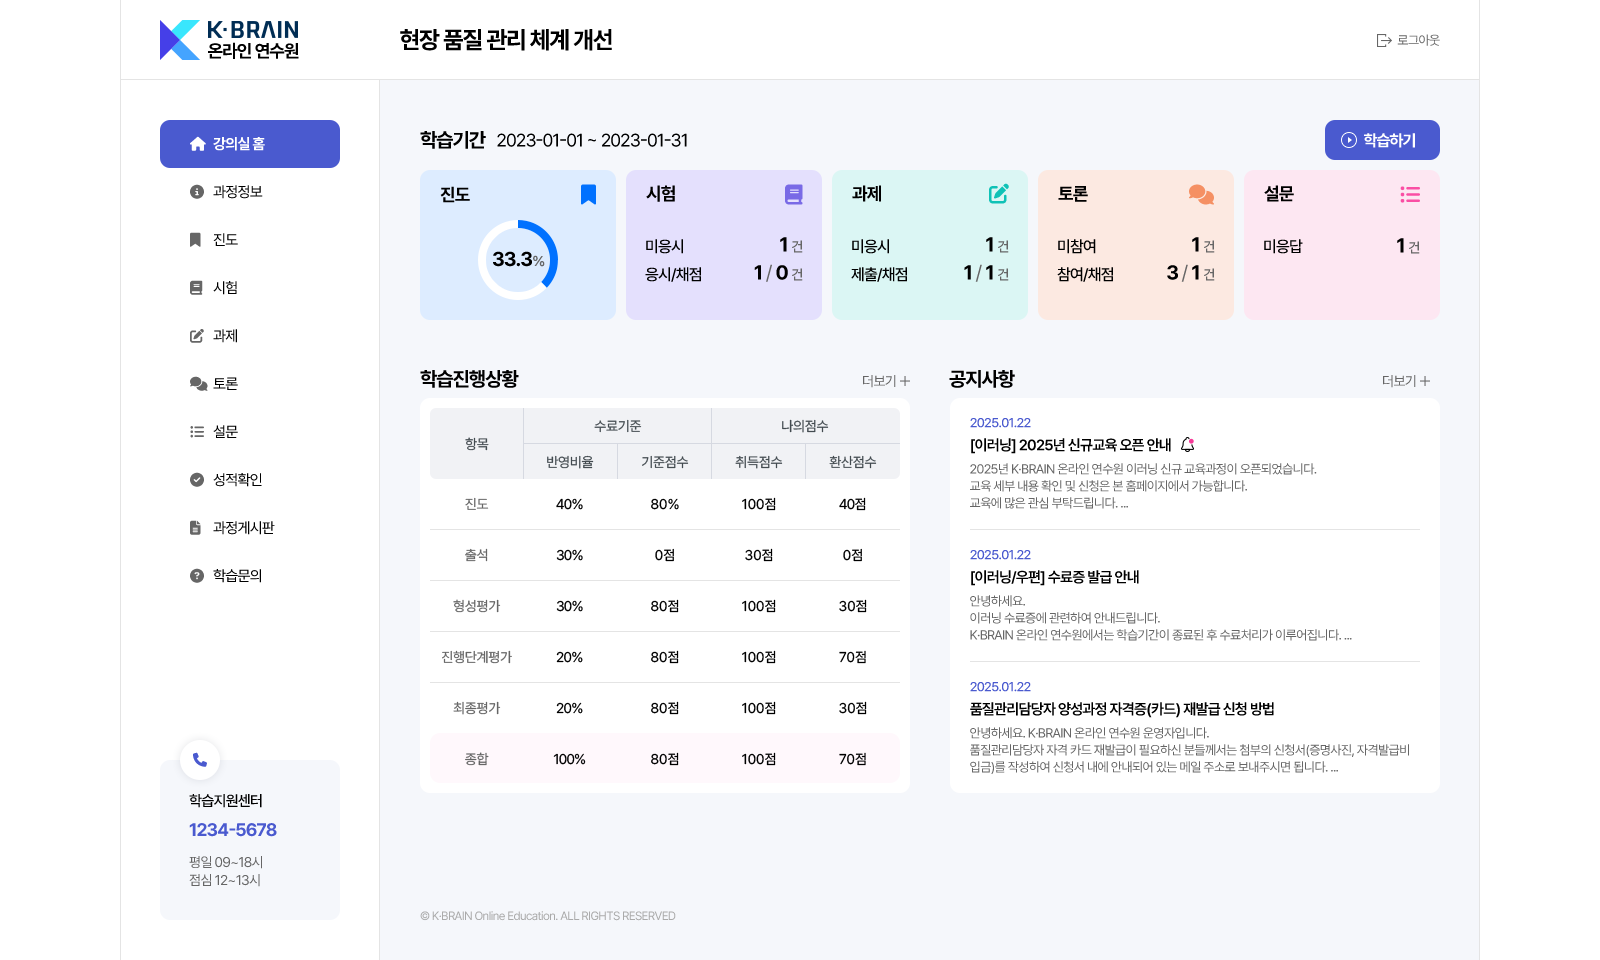 K·BRAIN
온라인 연수원
현장 품질 관리 체계 개선
로그아웃
강의실 홈
과정정보
진도
시험
과제
토론
설문
성적확인
과정게시판
학습문의
학습지원센터
1234-5678
평일 09~18시
점심 12~13시
학습기간 2023-01-01 ~ 2023-01-31
학습하기
진도
33.3%
시험
미응시 1 건
응시/채점 1 / 0 건
과제
미응시 1 건
제출/채점 1 / 1 건
토론
미참여 1 건
참여/채점 3 / 1 건
설문
미응답 1 건
학습진행상황
더보기
항목 수료기준 나의점수
반영비율 기준점수 취득점수 환산점수
진도 40% 80% 100점 40점
출석 30% 0점 30점 0점
형성평가 30% 80점 100점 30점
진행단계평가 20% 80점 100점 70점
최종평가 20% 80점 100점 30점
종합 100% 80점 100점 70점
공지사항
더보기
2025.01.22
[이러닝] 2025년 신규교육 오픈 안내
2025년 K·BRAIN 온라인 연수원 이러닝 신규 교육과정이 오픈되었습니다.
교육 세부 내용 확인 및 신청은 본 홈페이지에서 가능합니다.
교육에 많은 관심 부탁드립니다. ...
2025.01.22
[이러닝/우편] 수료증 발급 안내
안녕하세요.
이러닝 수료증에 관련하여 안내드립니다.
K·BRAIN 온라인 연수원에서는 학습기간이 종료된 후 수료처리가 이루어집니다. ...
2025.01.22
품질관리담당자 양성과정 자격증(카드) 재발급 신청 방법
안녕하세요. K·BRAIN 온라인 연수원 운영자입니다.
품질관리담당자 자격 카드 재발급이 필요하신 분들께서는 첨부의 신청서(증명사진, 자격발급비
입금)를 작성하여 신청서 내에 안내되어 있는 메일 주소로 보내주시면 됩니다. ...
© K·BRAIN Online Education. ALL RIGHTS RESERVED